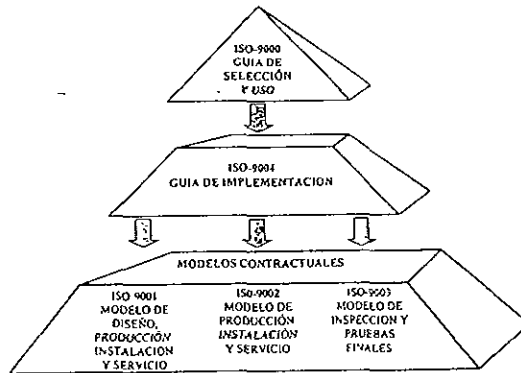 ISO-9000
GUIA DE
SELECCIÓN
Y USO
ISO-9004
GUIA DE IMPLEMENTACION
MODELOS CONTRACTUALES
ISO 9001
MODELO DE
DISEÑO,
PRODUCCIÓN
INSTALACION
Y SERVICIO
ISO-9002
MODELO DE
PRODUCCIÓN
INSTALACION
Y SERVICIO
ISO-9003
MODELO DE
INSPECCION Y
PRUEBAS
FINALES